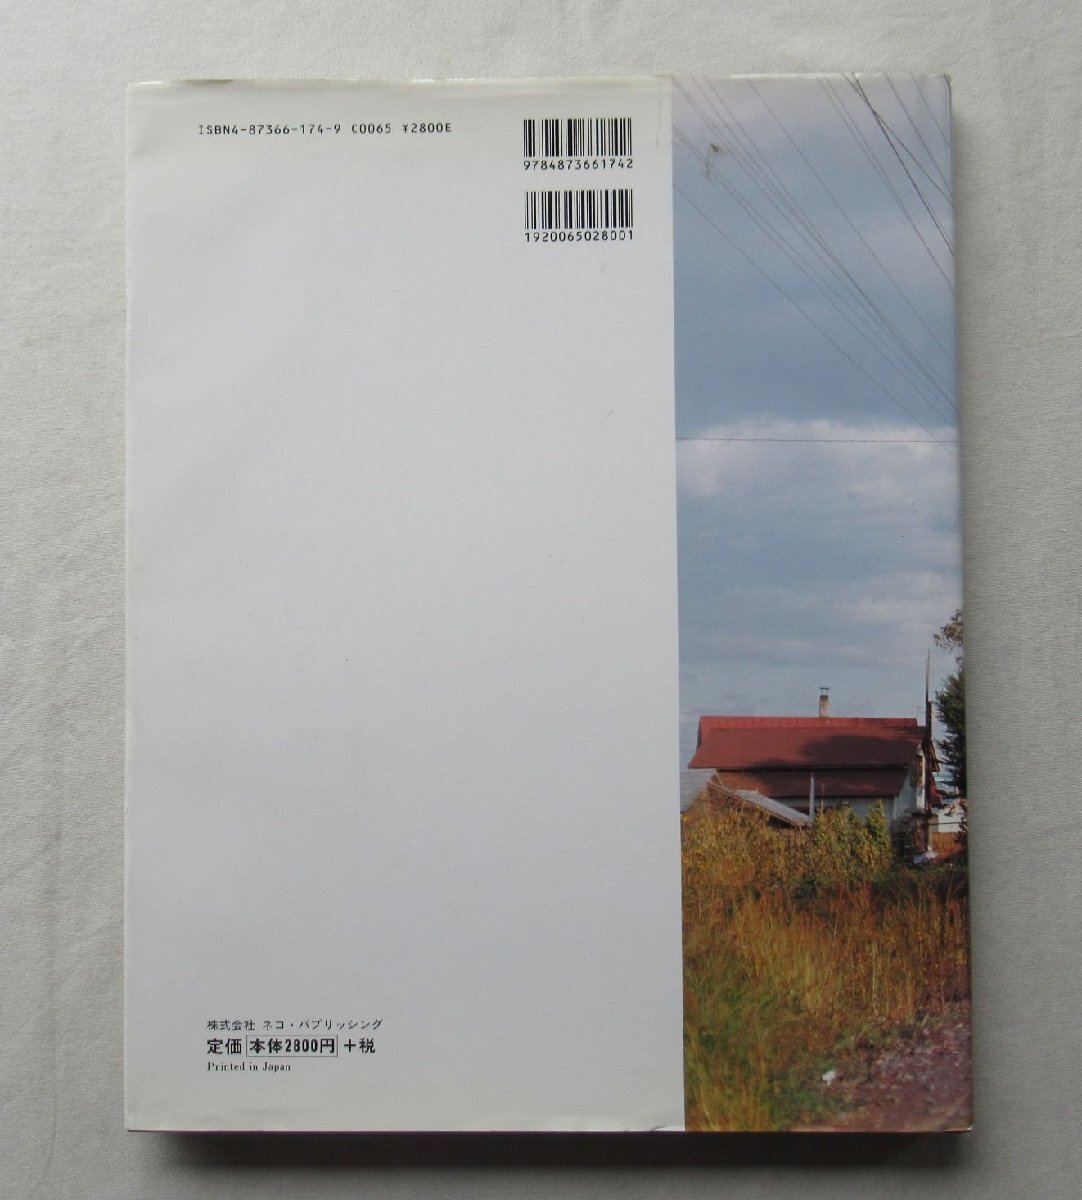 ISBN4-87366-174-9 C0065 ¥2800E
9784873661742
1920065028001
株式会社 ネコ・パブリッシング
定価 本体2800円 +税
Printed in Japan